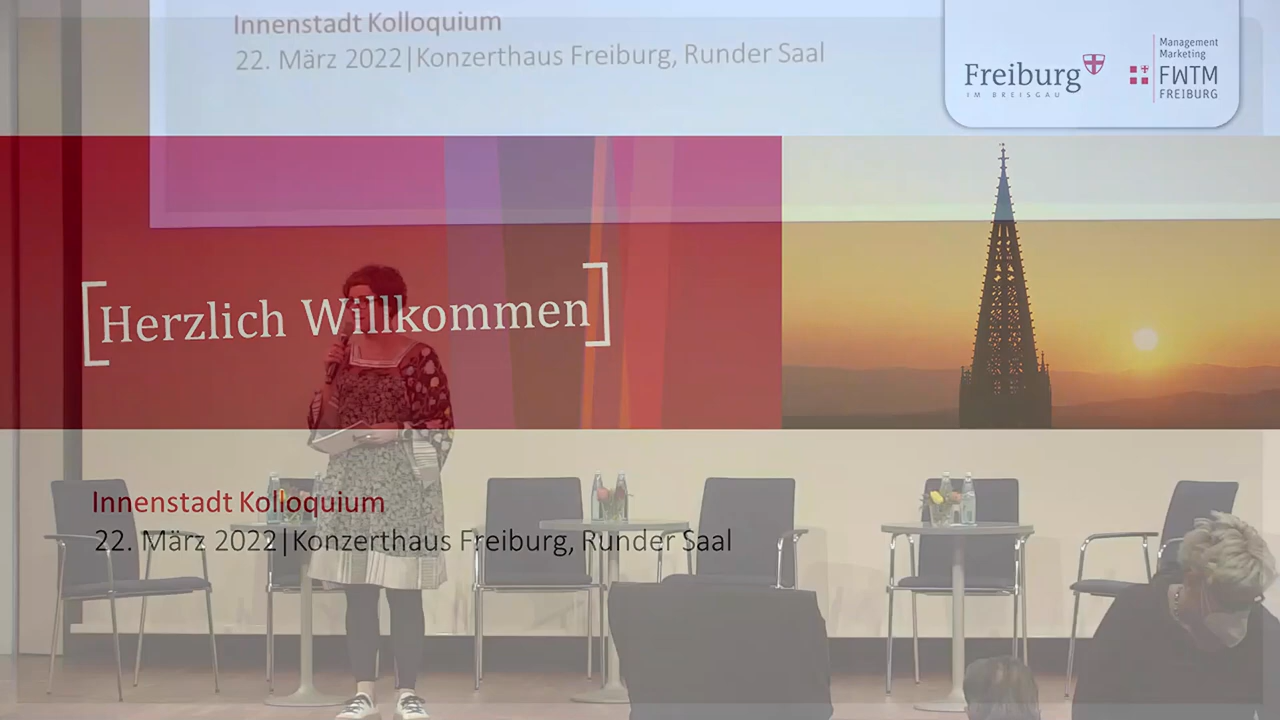 Innenstadt Kolloquium
22. März 2022|Konzerthaus Freiburg, Runder Saal
Freiburg
IM BREISGAU
Management
Marketing
FWTM
FREIBURG
[Herzlich Willkommen]
Innenstadt Kolloquium
22. März 2022|Konzerthaus Freiburg, Runder Saal